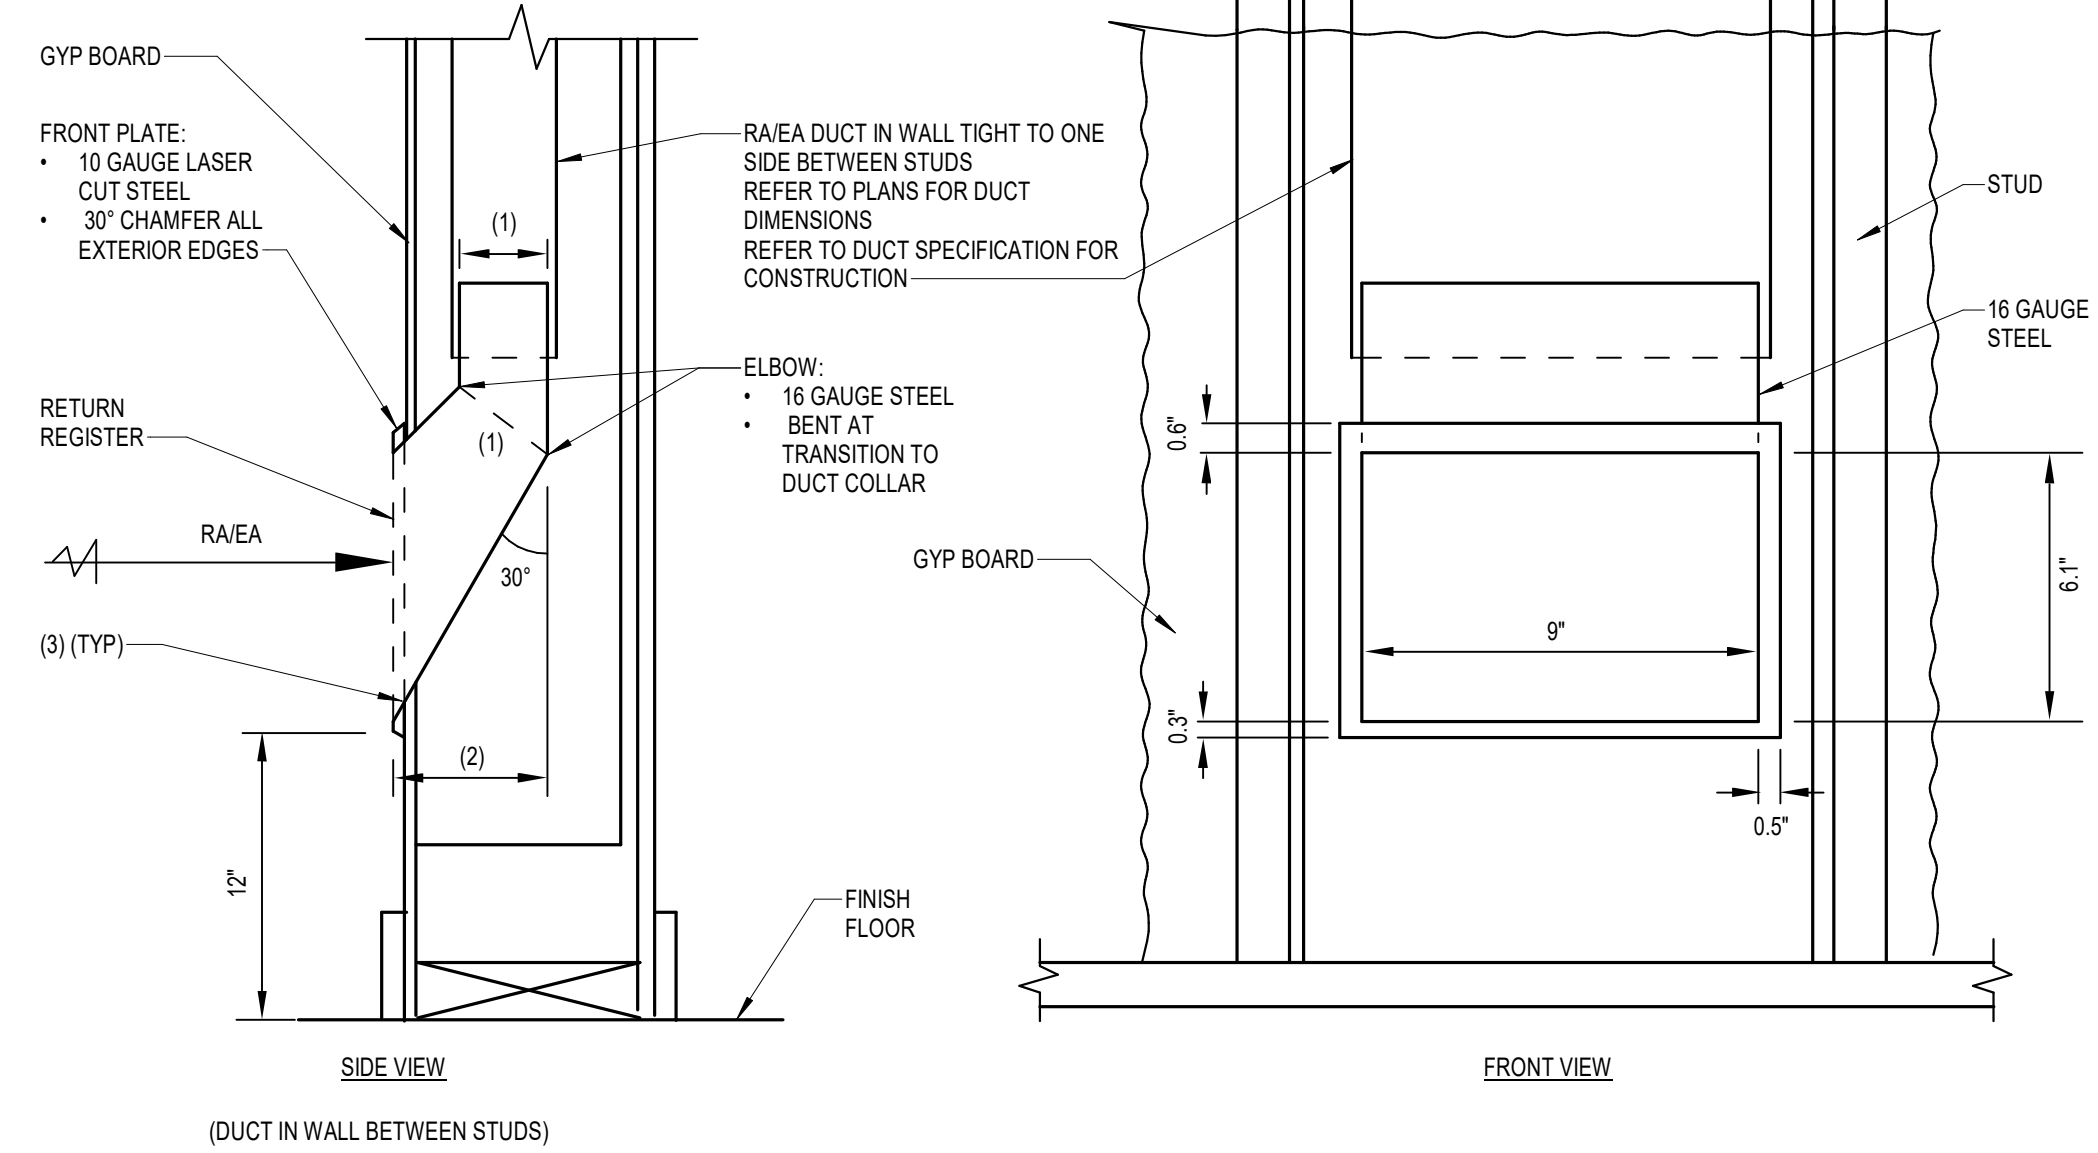 GYP BOARD
FRONT PLATE:
• 10 GAUGE LASER
CUT STEEL
• 30° CHAMFER ALL
EXTERIOR EDGES
RETURN
REGISTER
RA/EA
(3) (TYP)
12"
(1)
(1)
30°
(2)
RA/EA DUCT IN WALL TIGHT TO ONE
SIDE BETWEEN STUDS
REFER TO PLANS FOR DUCT
DIMENSIONS
REFER TO DUCT SPECIFICATION FOR
CONSTRUCTION
ELBOW:
• 16 GAUGE STEEL
• BENT AT
TRANSITION TO
DUCT COLLAR
FINISH
FLOOR
SIDE VIEW
(DUCT IN WALL BETWEEN STUDS)
GYP BOARD
STUD
16 GAUGE
STEEL
0.6"
6.1"
9"
0.3"
0.5"
FRONT VIEW